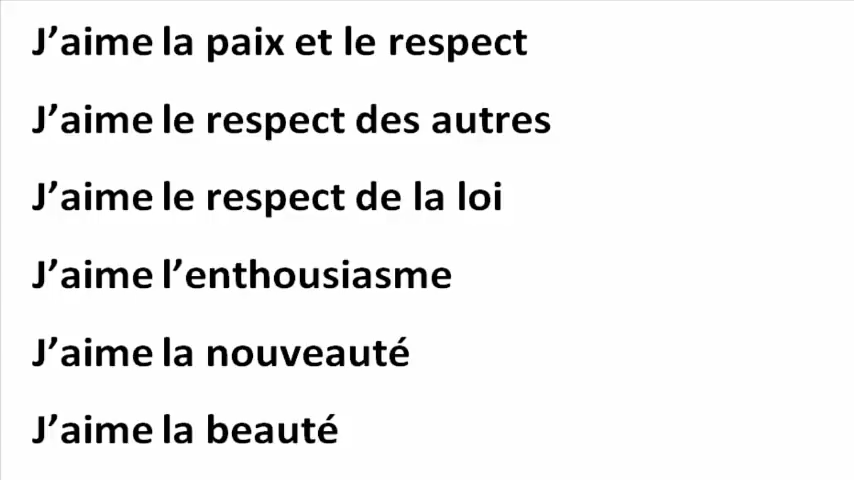 J’aime la paix et le respect
J’aime le respect des autres
J’aime le respect de la loi
J’aime l’enthousiasme
J’aime la nouveauté
J’aime la beauté